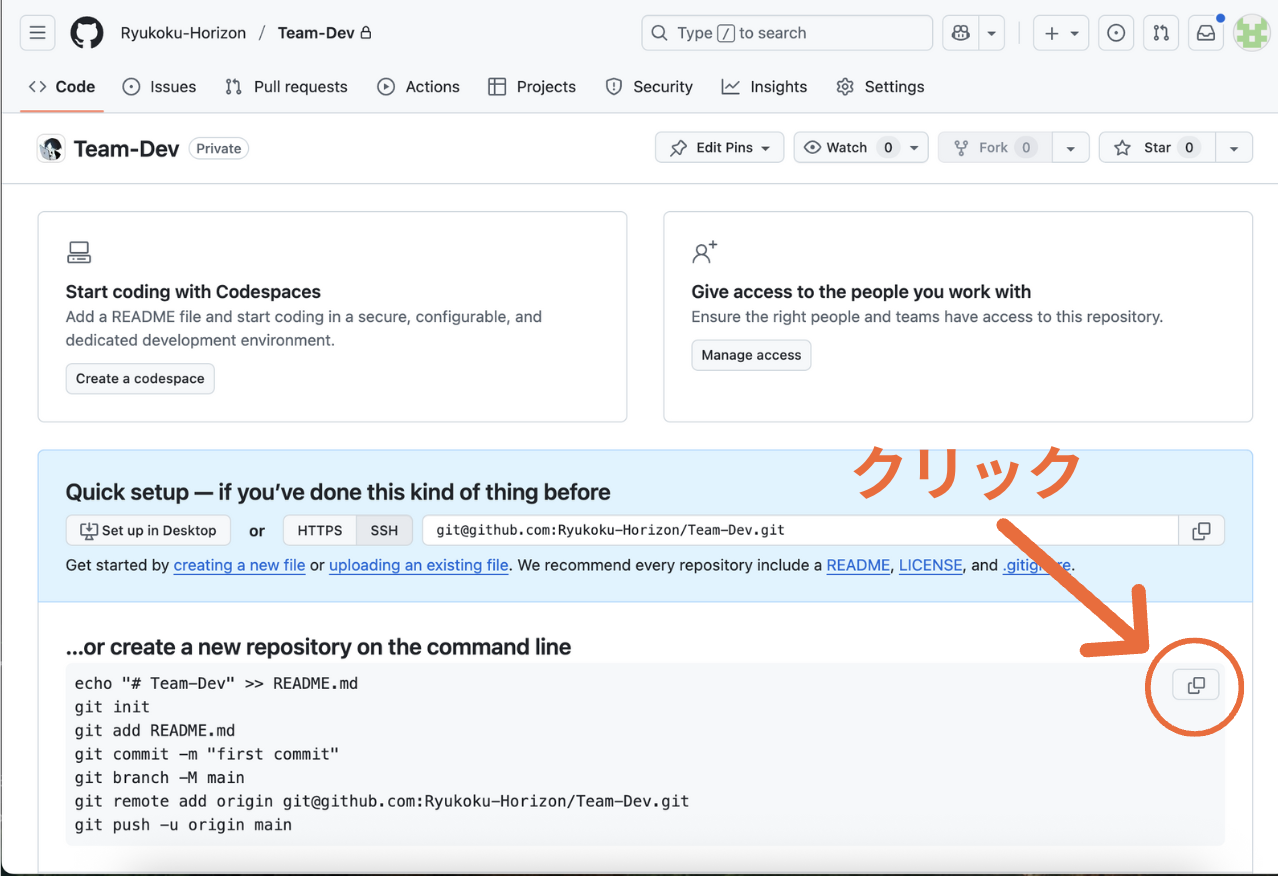 Ryukoku-Horizon / Team-Dev
Type / to search
Code
Issues
Pull requests
Actions
Projects
Security
Insights
Settings
Team-Dev
Private
Edit Pins
Watch 0
Fork 0
Star 0
Start coding with Codespaces
Add a README file and start coding in a secure, configurable, and
dedicated development environment.
Create a codespace
Give access to the people you work with
Ensure the right people and teams have access to this repository.
Manage access
クリック
Quick setup — if you’ve done this kind of thing before
Set up in Desktop or HTTPS SSH git@github.com:Ryukoku-Horizon/Team-Dev.git
Get started by creating a new file or uploading an existing file. We recommend every repository include a README, LICENSE, and .gitignore.
...or create a new repository on the command line
echo "# Team-Dev" >> README.md
git init
git add README.md
git commit -m "first commit"
git branch -M main
git remote add origin git@github.com:Ryukoku-Horizon/Team-Dev.git
git push -u origin main